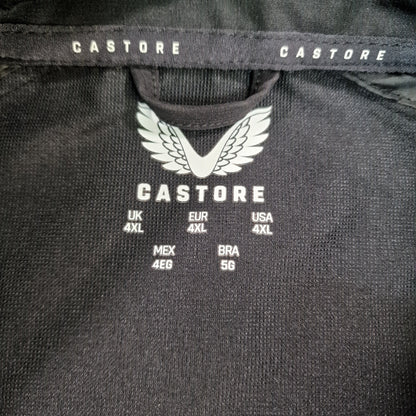 CASTORE CASTORE
CASTORE
UK EUR USA
4XL 4XL 4XL
MEX BRA
4EG 5G